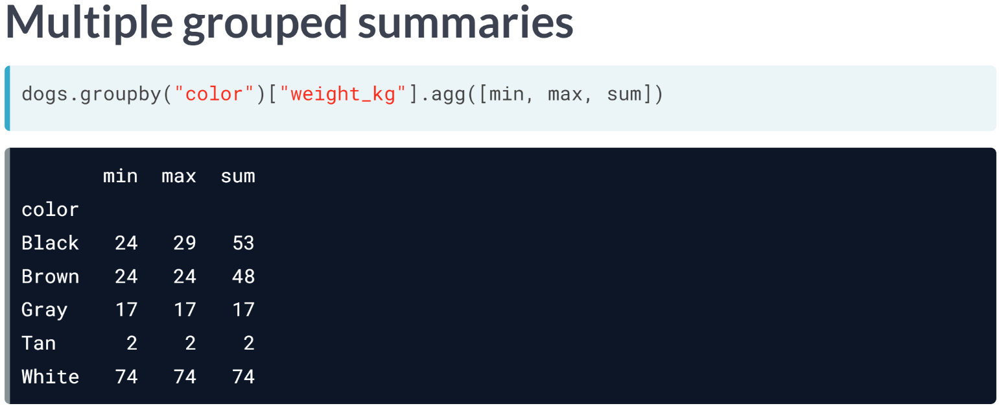 Multiple grouped summaries
dogs.groupby("color")["weight_kg"].agg([min, max, sum])
min max sum
color
Black 24 29 53
Brown 24 24 48
Gray 17 17 17
Tan 2 2 2
White 74 74 74